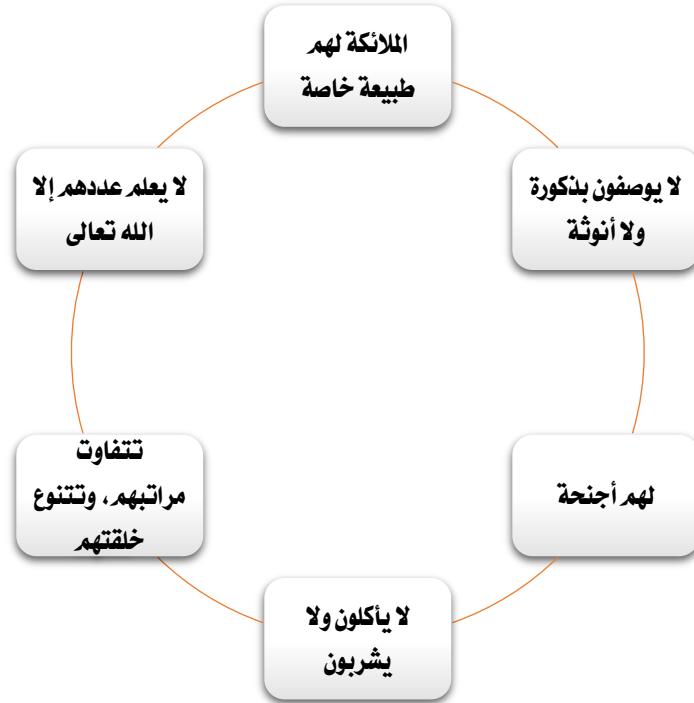 الملائكة لهم
طبيعة خاصة
لا يوصفون بذكورة
ولا أنوثة
لهم أجنحة
لا يأكلون ولا
يشربون
تتفاوت
مراتبهم، وتتنوع
خلقتهم
لا يعلم عددهم إلا
الله تعالى